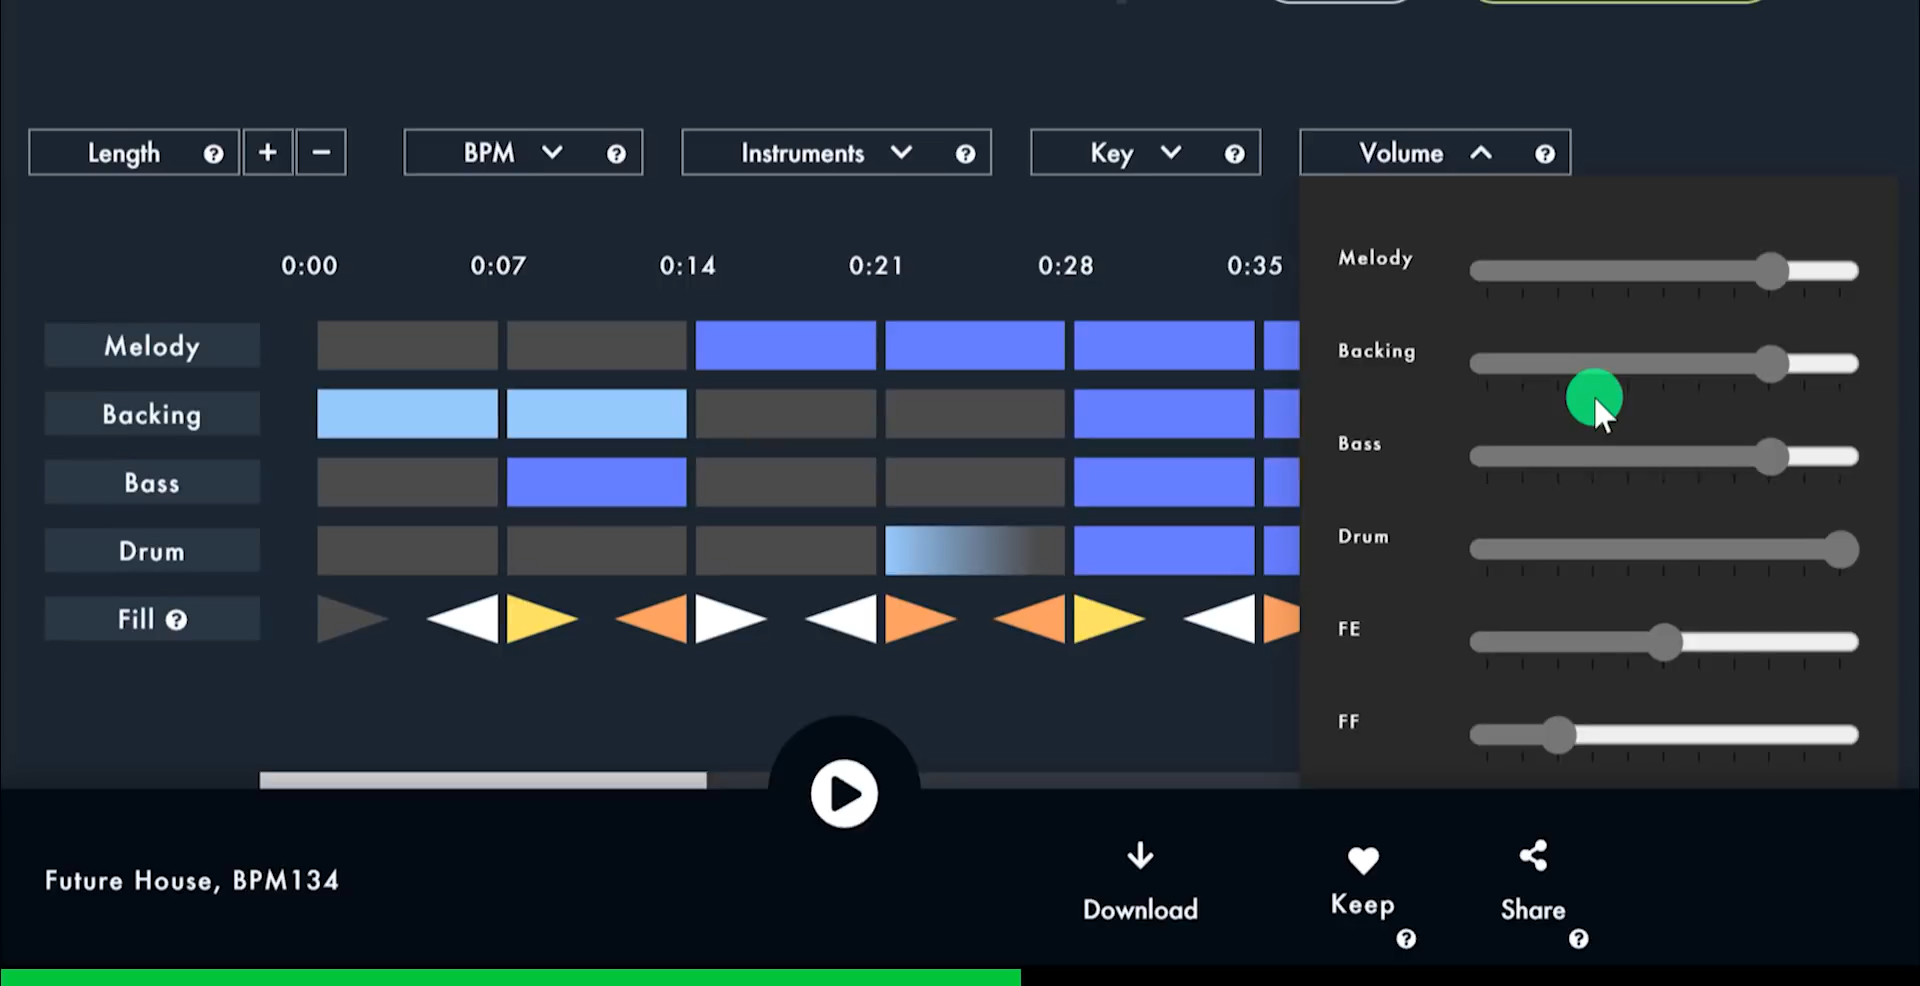 Length ? + −
BPM ?
Instruments ?
Key ?
Volume ?
0:00 0:07 0:14 0:21 0:28 0:35
Melody
Backing
Bass
Drum
Fill ?
Melody
Backing
Bass
Drum
FE
FF
Future House, BPM134
Download
Keep ?
Share ?